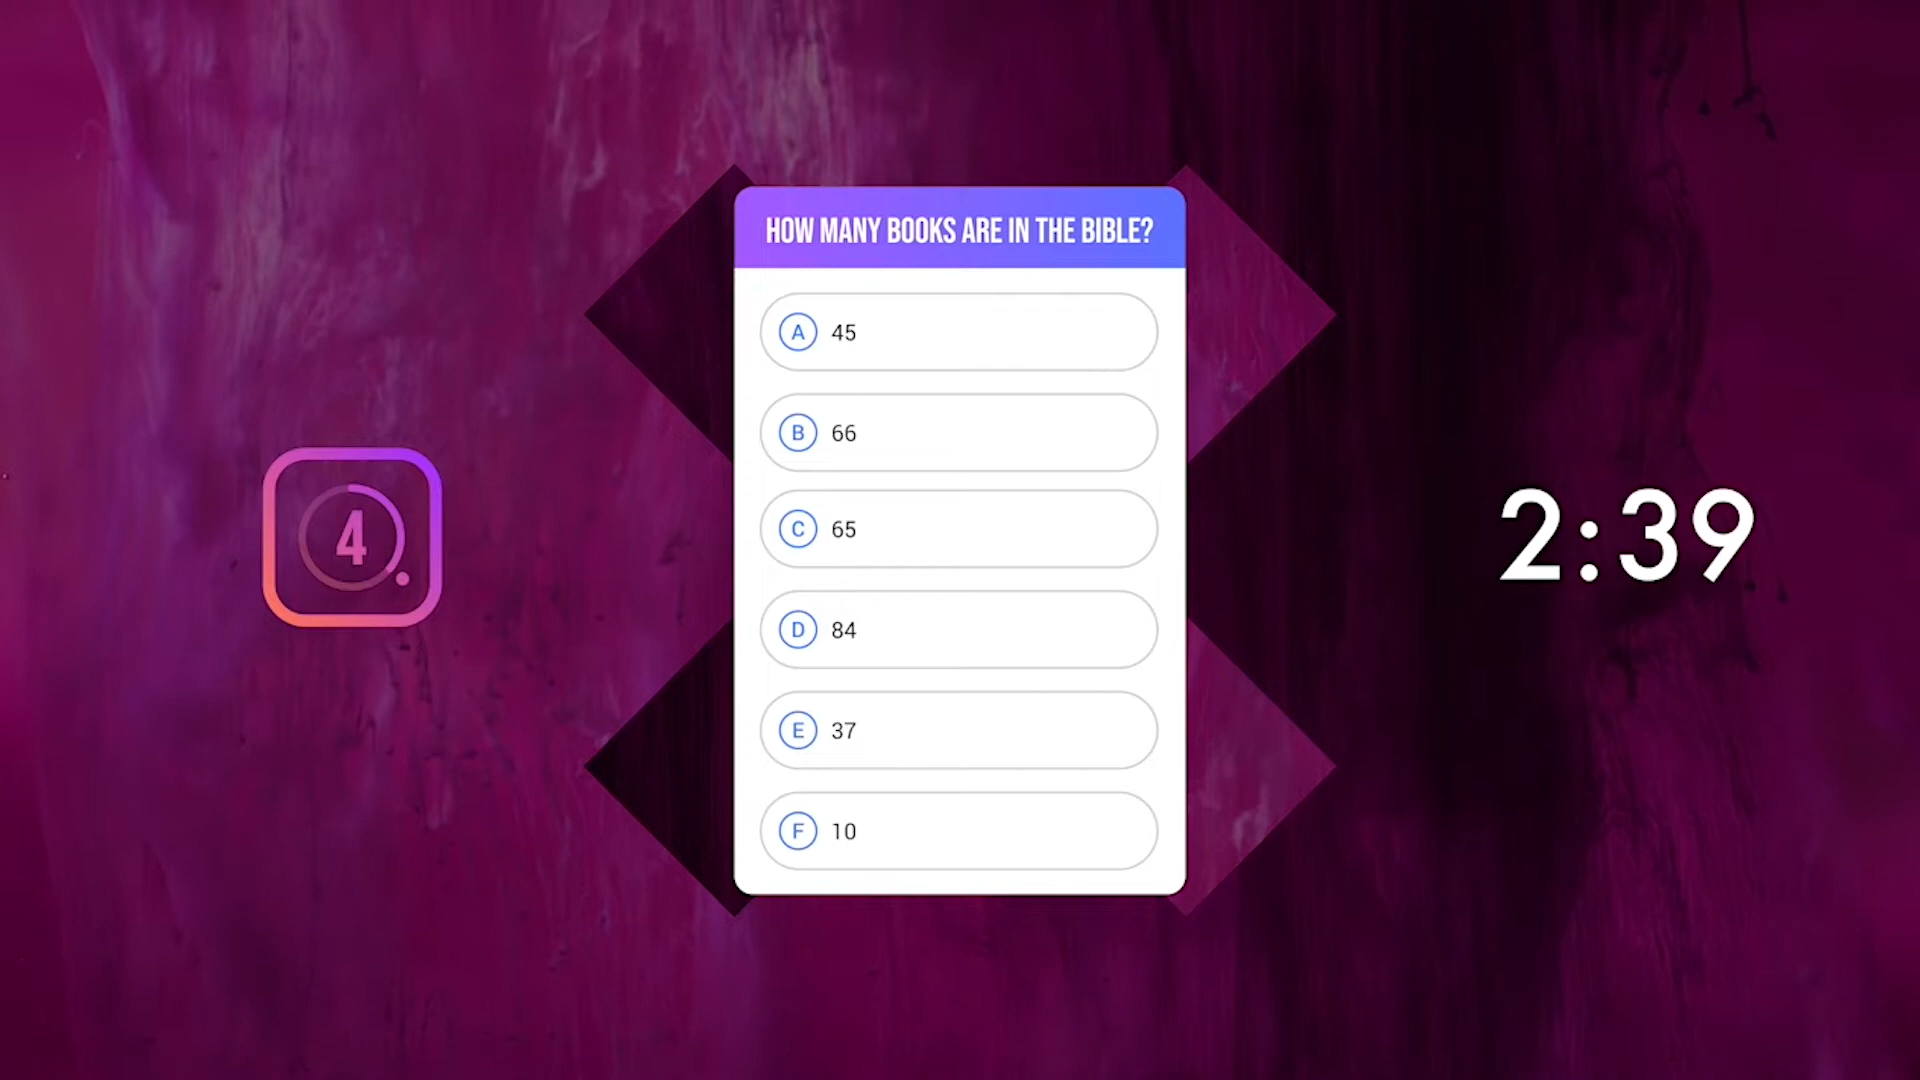 HOW MANY BOOKS ARE IN THE BIBLE?
A 45
B 66
C 65
D 84
E 37
F 10
4
2:39